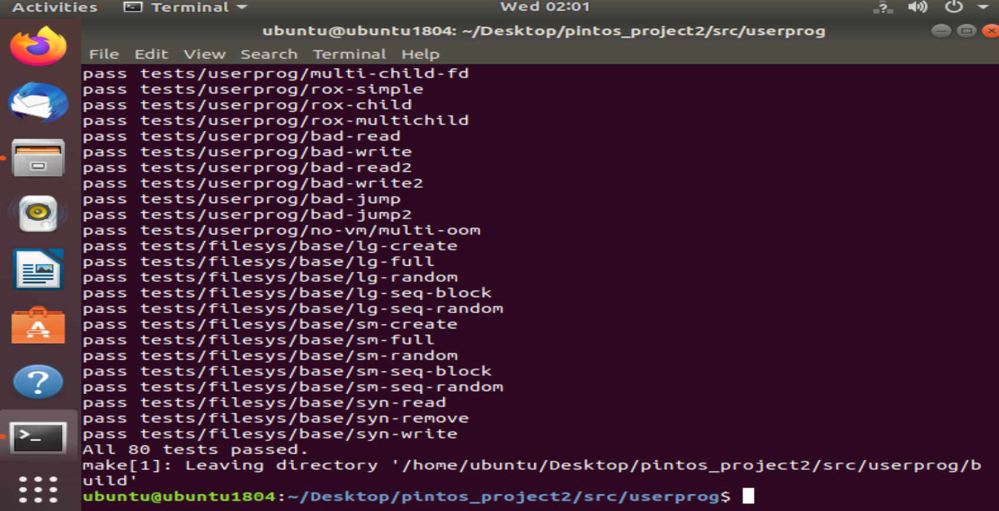 Activities Terminal Wed 02:01
ubuntu@ubuntu1804: ~/Desktop/pintos_project2/src/userprog
File Edit View Search Terminal Help
pass tests/userprog/multi-child-fd
pass tests/userprog/rox-simple
pass tests/userprog/rox-child
pass tests/userprog/rox-multichild
pass tests/userprog/bad-read
pass tests/userprog/bad-write
pass tests/userprog/bad-read2
pass tests/userprog/bad-write2
pass tests/userprog/bad-jump
pass tests/userprog/bad-jump2
pass tests/userprog/no-vm/multi-oom
pass tests/filesys/base/lg-create
pass tests/filesys/base/lg-full
pass tests/filesys/base/lg-random
pass tests/filesys/base/lg-seq-block
pass tests/filesys/base/lg-seq-random
pass tests/filesys/base/sm-create
pass tests/filesys/base/sm-full
pass tests/filesys/base/sm-random
pass tests/filesys/base/sm-seq-block
pass tests/filesys/base/sm-seq-random
pass tests/filesys/base/syn-read
pass tests/filesys/base/syn-remove
pass tests/filesys/base/syn-write
All 80 tests passed.
make[1]: Leaving directory '/home/ubuntu/Desktop/pintos_project2/src/userprog/b
uild'
ubuntu@ubuntu1804:~/Desktop/pintos_project2/src/userprog$